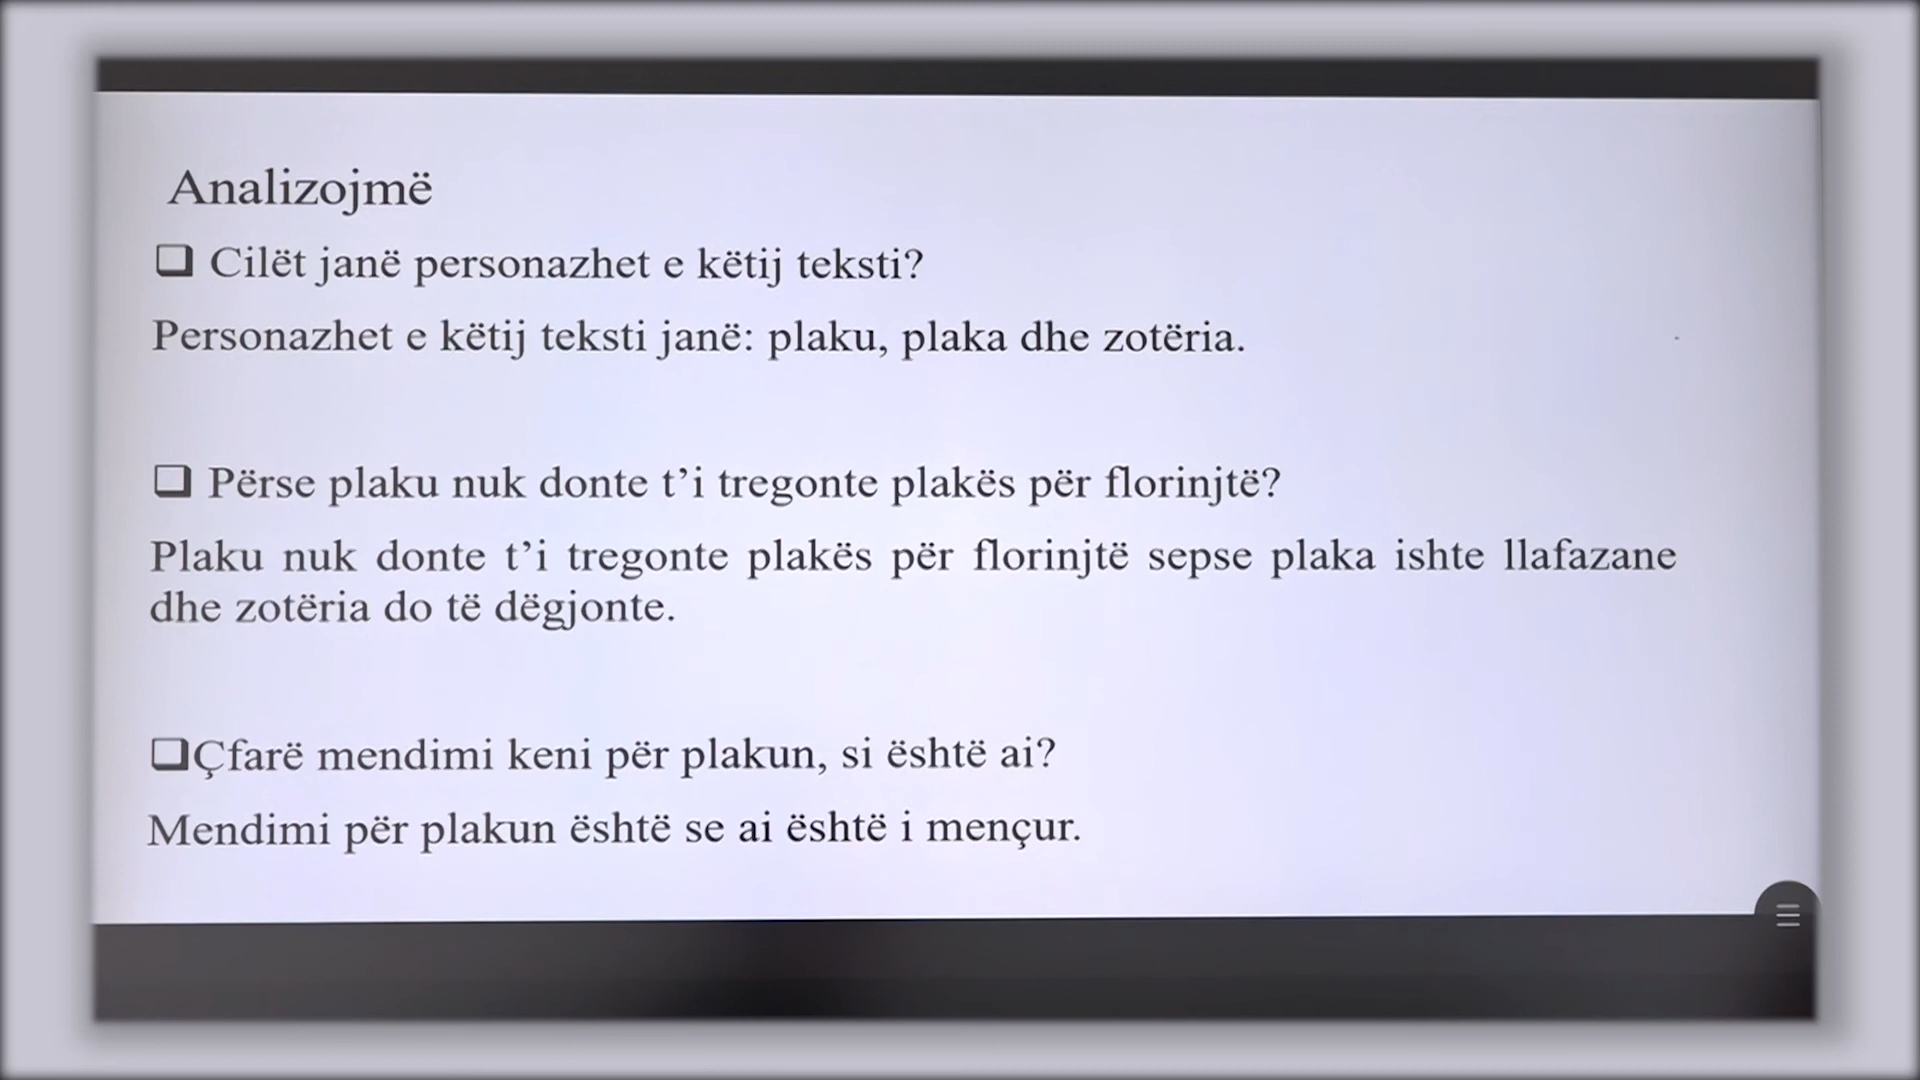 Analizojmë
❑ Cilët janë personazhet e këtij teksti?
Personazhet e këtij teksti janë: plaku, plaka dhe zotëria.
❑ Përse plaku nuk donte t’i tregonte plakës për florinjtë?
Plaku nuk donte t’i tregonte plakës për florinjtë sepse plaka ishte llafazane
dhe zotëria do të dëgjonte.
❑Çfarë mendimi keni për plakun, si është ai?
Mendimi për plakun është se ai është i mençur.